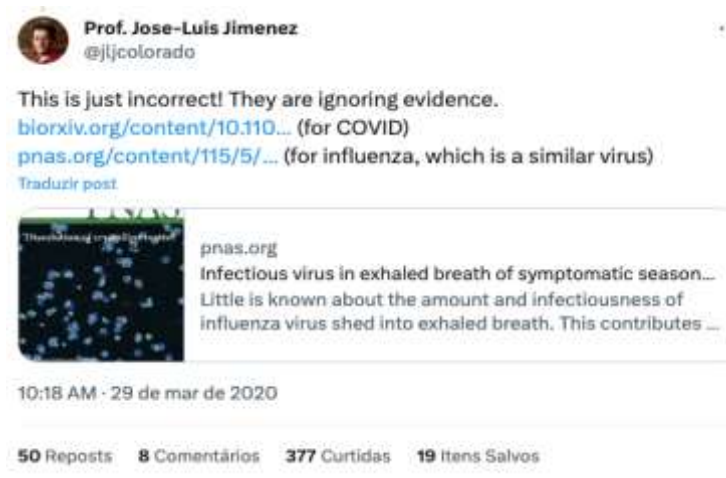 Prof. Jose-Luis Jimenez
@jljcolorado
This is just incorrect! They are ignoring evidence.
biorxiv.org/content/10.110... (for COVID)
pnas.org/content/115/5/... (for influenza, which is a similar virus)
Traduzir post
PNAS
pnas.org
Infectious virus in exhaled breath of symptomatic season...
Little is known about the amount and infectiousness of
influenza virus shed into exhaled breath. This contributes ...
10:18 AM · 29 de mar de 2020
50 Reposts 8 Comentários 377 Curtidas 19 Itens Salvos